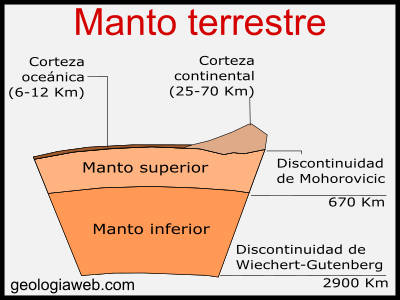 Manto terrestre
Corteza
oceánica
(6-12 Km)
Corteza
continental
(25-70 Km)
Manto superior
Discontinuidad
de Mohorovicic
670 Km
Manto inferior
Discontinuidad de
Wiechert-Gutenberg
2900 Km
geologiaweb.com